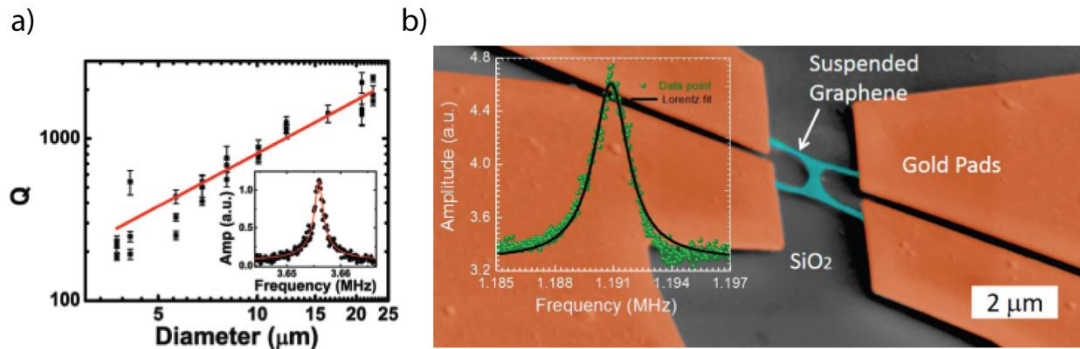 a)
Q
1000
100
5
10
15
20
25
Diameter (μm)
Amp (a.u.)
1.0
0.5
0.0
3.65
3.66
Frequency (MHz)
b)
4.8
4.4
4.0
3.6
3.2
Amplitude (a.u.)
Data point
Lorentz fit
1.185
1.188
1.191
1.194
1.197
Frequency (MHz)
Suspended
Graphene
Gold Pads
SiO₂
2 μm